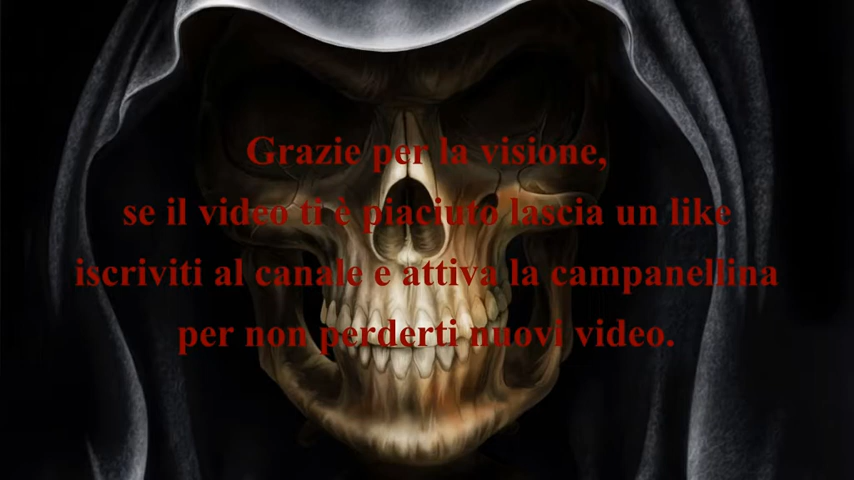 Grazie per la visione,
se il video ti è piaciuto lascia un like
iscriviti al canale e attiva la campanellina
per non perderti nuovi video.